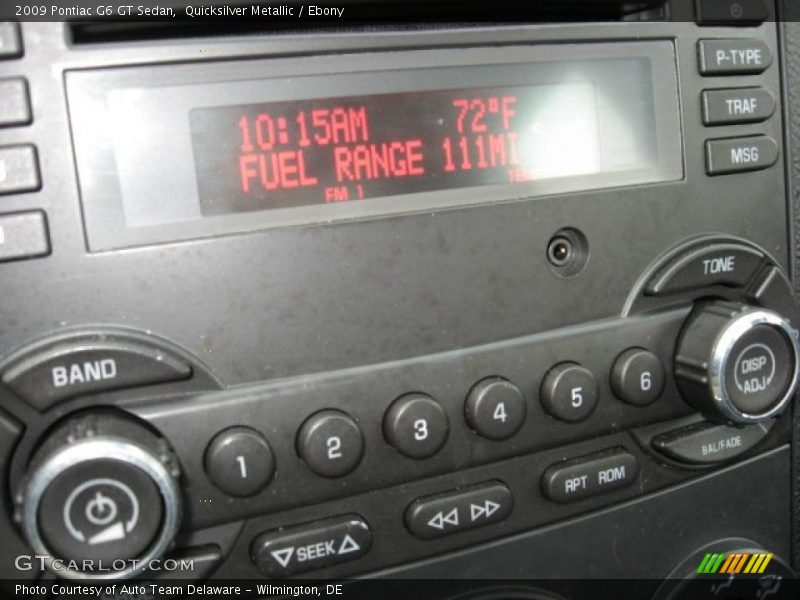 2009 Pontiac G6 GT Sedan,  Quicksilver Metallic / Ebony
P-TYPE
10:15AM 72°F
TRAF
FUEL RANGE 111MI
MSG
FM 1
TONE
BAND
DISP
ADJ
1 2 3 4 5 6
BAL/FADE
RPT RDM
SEEK
GTCarLot.com
Photo Courtesy of Auto Team Delaware - Wilmington, DE